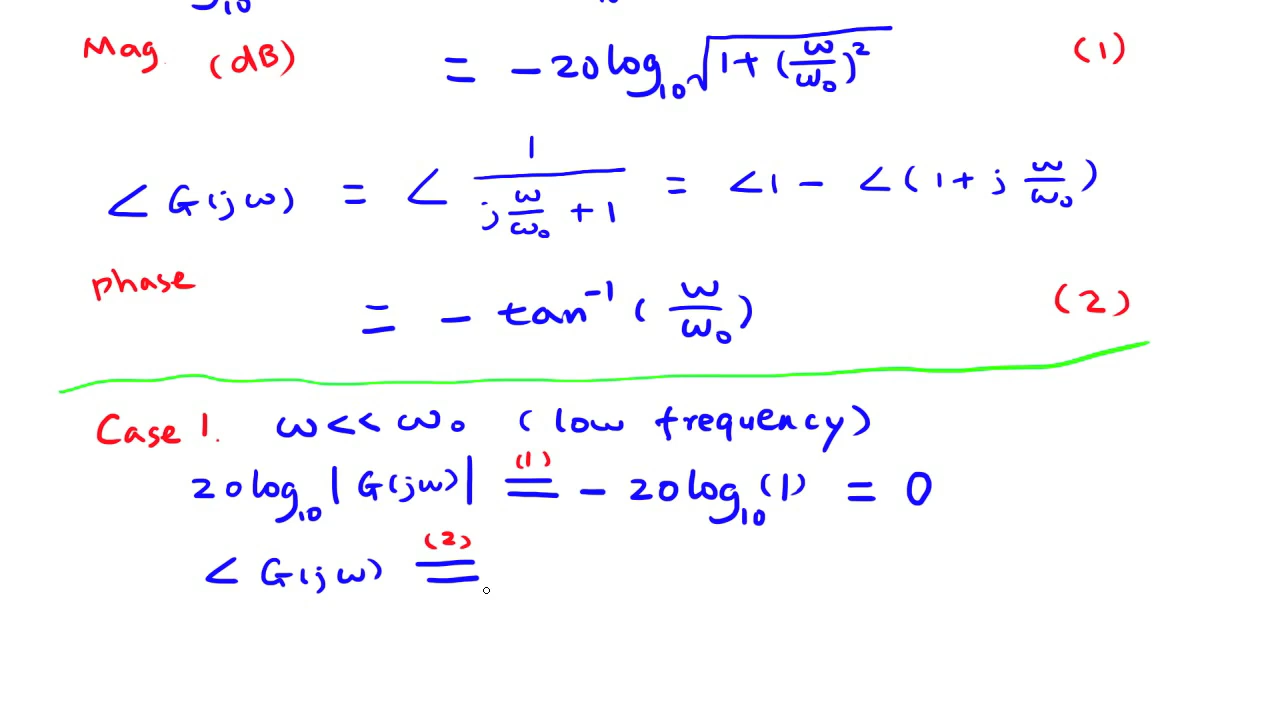 Mag (dB) = -20log₁₀√(1+(ω/ω₀)²) (1)
∠G(jω) = ∠ 1/(j ω/ω₀ + 1) = ∠1 - ∠(1+j ω/ω₀)
phase = - tan⁻¹(ω/ω₀) (2)
Case 1. ω<<ω₀ (low frequency)
20log₁₀|G(jω)| (1)= -20log₁₀(1) = 0
∠G(jω) (2)=